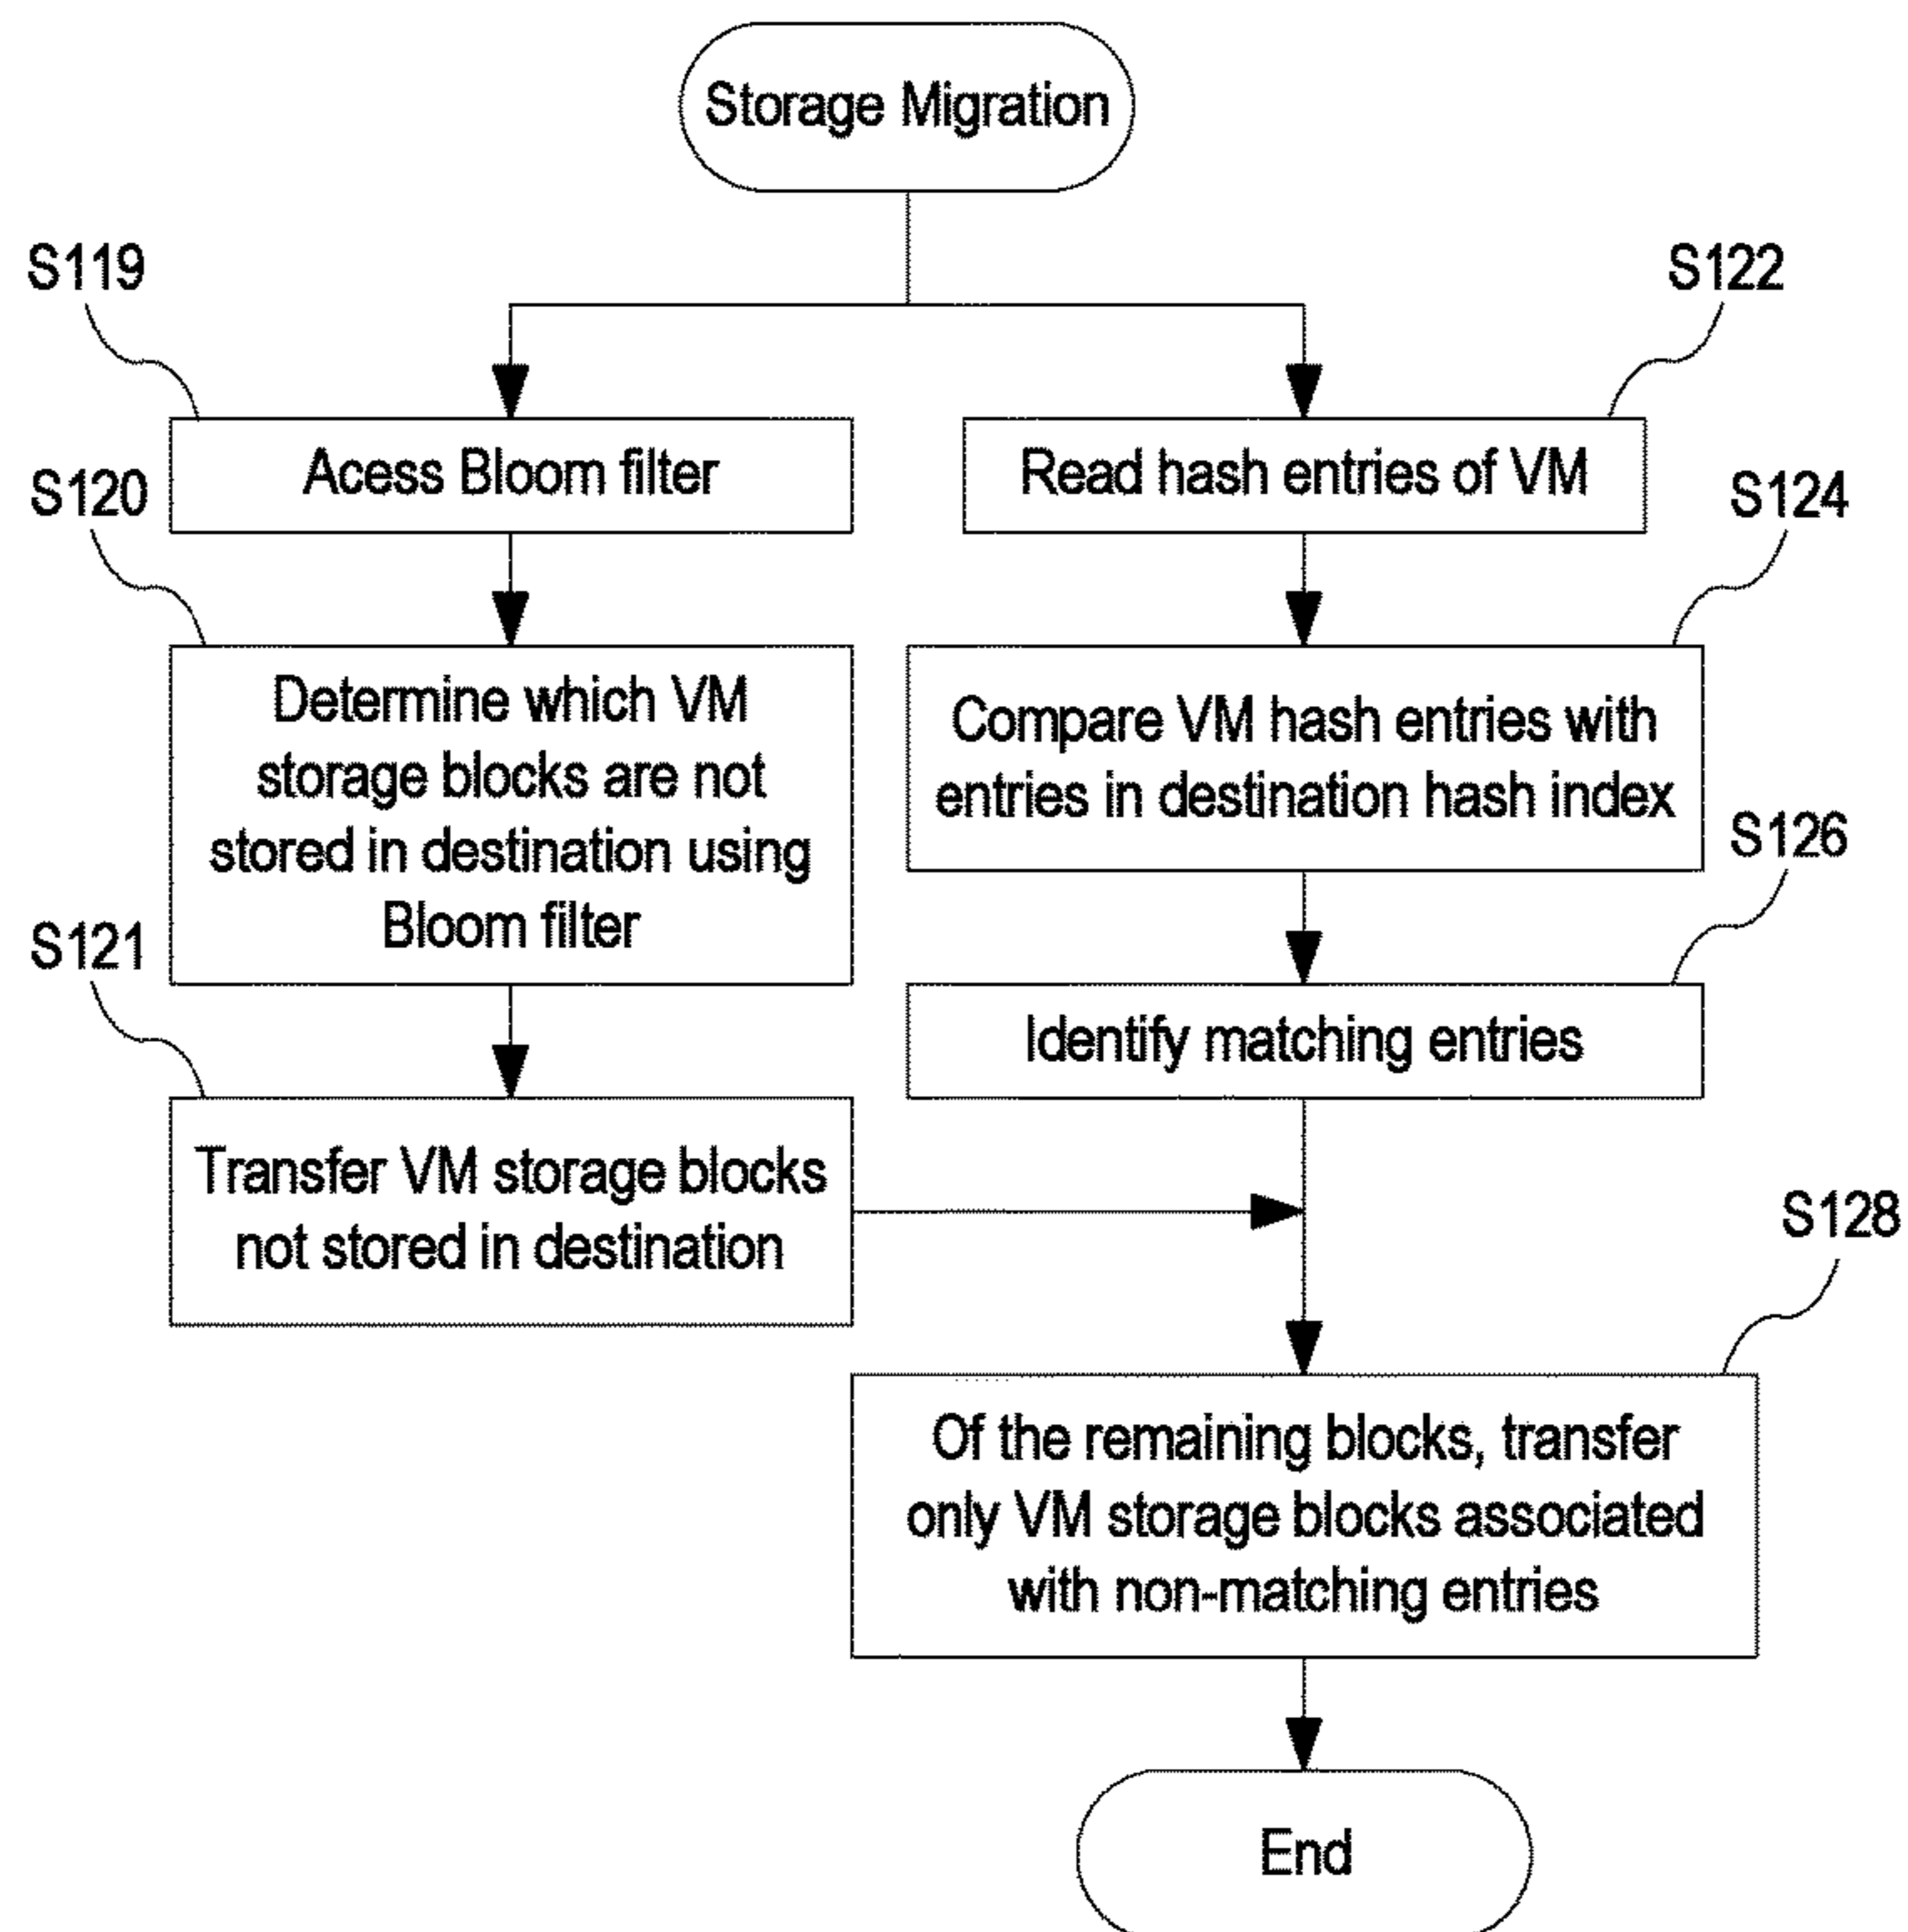 Storage Migration
S119
S122
Acess Bloom filter
Read hash entries of VM
S120
S124
Determine which VM
storage blocks are not
stored in destination using
Bloom filter
Compare VM hash entries with
entries in destination hash index
S121
S126
Identify matching entries
Transfer VM storage blocks
not stored in destination
S128
Of the remaining blocks, transfer
only VM storage blocks associated
with non-matching entries
End